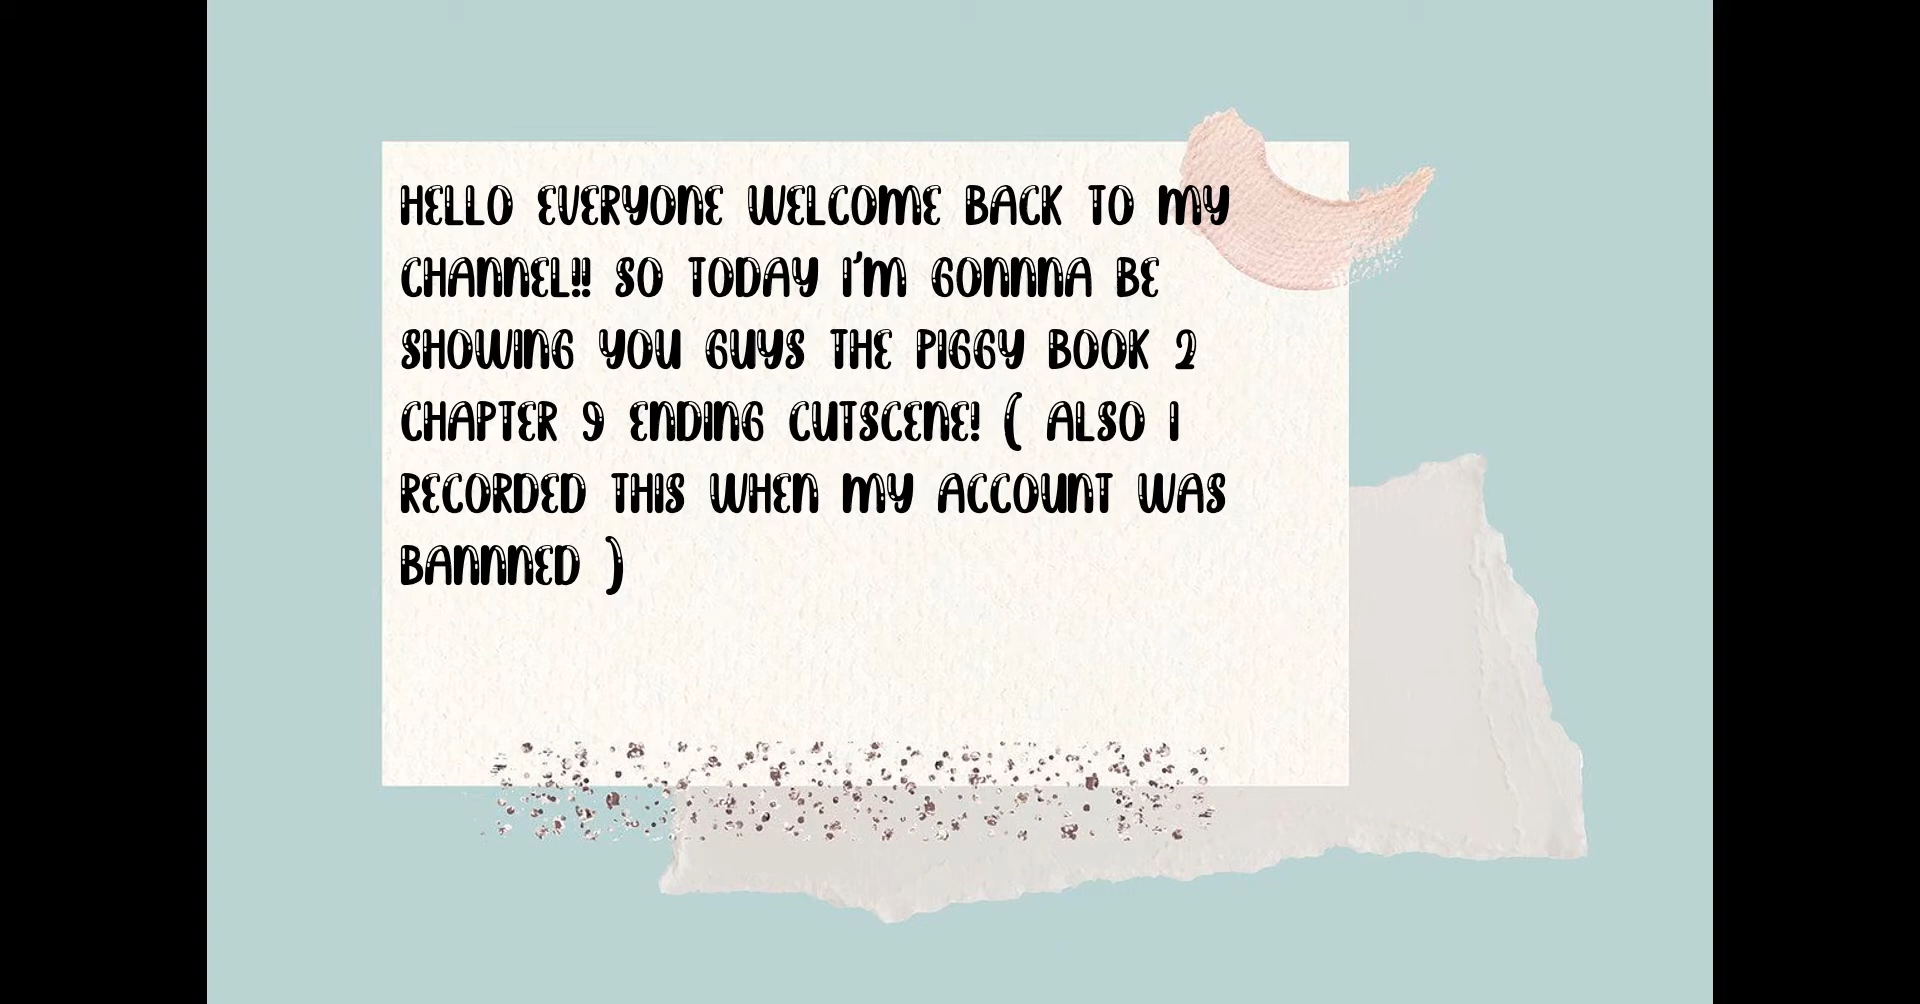 HELLO EVERYONE WELCOME BACK TO MY
CHANNEL!! SO TODAY I'M GONNNA BE
SHOWING YOU GUYS THE PIGGY BOOK 2
CHAPTER 9 ENDING CUTSCENE! ( ALSO I
RECORDED THIS WHEN MY ACCOUNT WAS
BANNNED )